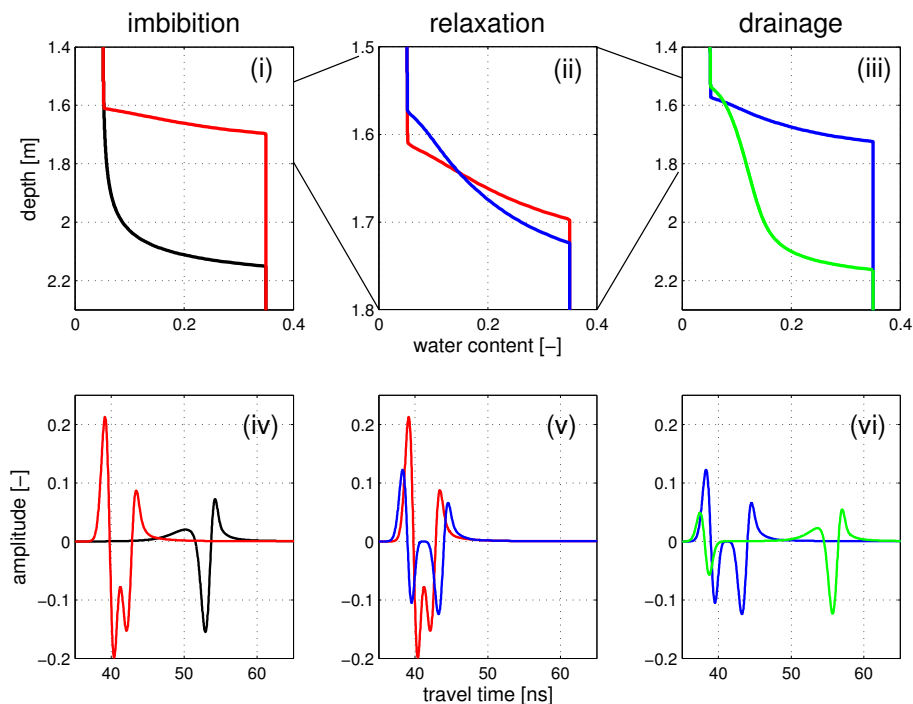 imbibition relaxation drainage
(i) (ii) (iii)
depth [m]
1.4 1.6 1.8 2 2.2
0 0.2 0.4
1.5 1.6 1.7 1.8
0 0.2 0.4
water content [−]
1.4 1.6 1.8 2 2.2
0 0.2 0.4
(iv) (v) (vi)
amplitude [−]
0.2 0.1 0 −0.1 −0.2
40 50 60
0.2 0.1 0 −0.1 −0.2
40 50 60
travel time [ns]
0.2 0.1 0 −0.1 −0.2
40 50 60